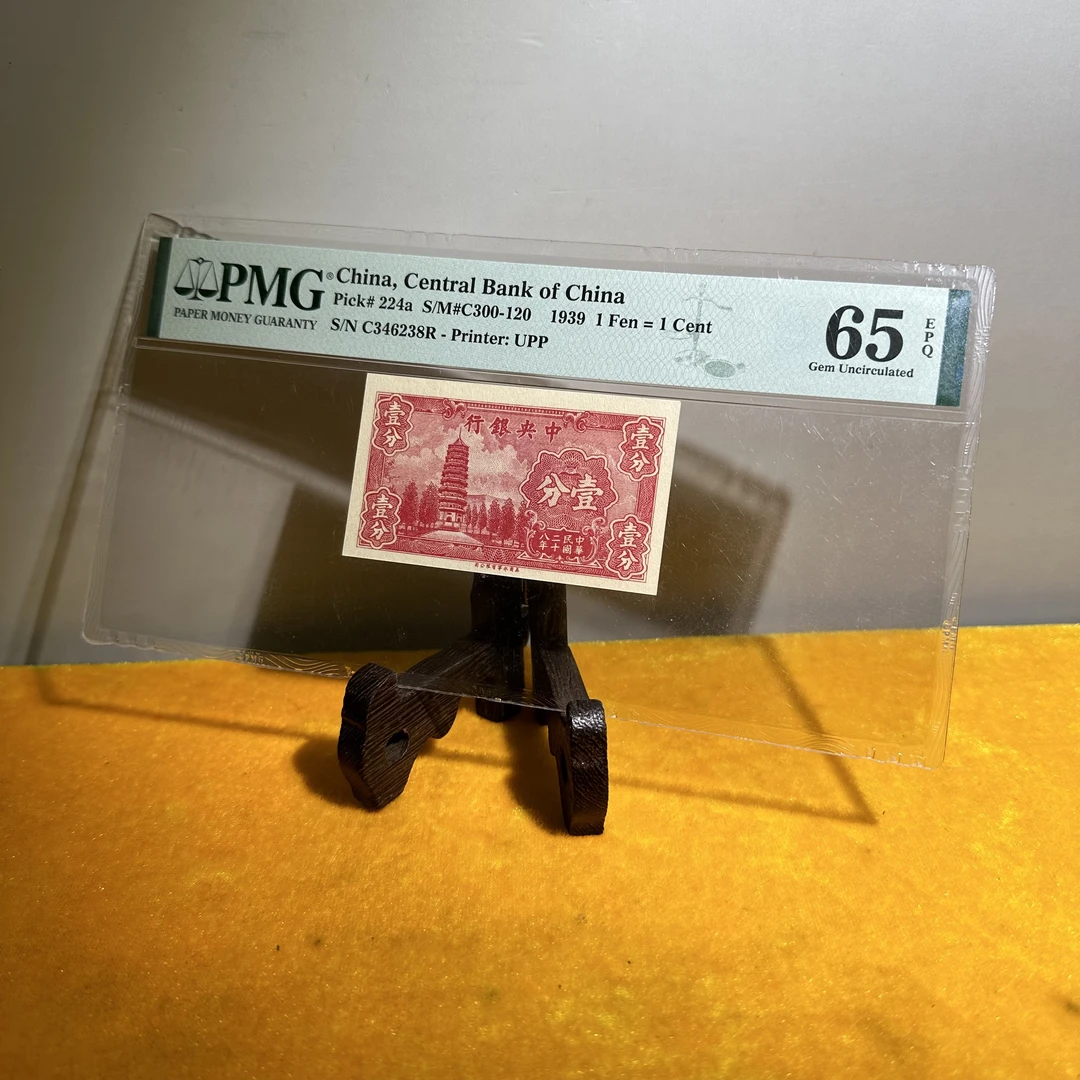 PMG®
PAPER MONEY GUARANTY
China, Central Bank of China
Pick# 224a S/M#C300-120 1939 1 Fen = 1 Cent
S/N C346238R - Printer: UPP
65
EPQ
Gem Uncirculated
行銀央中
壹分
壹分
分壹
壹分
壹分
中華
民國
二十
八年
PMG